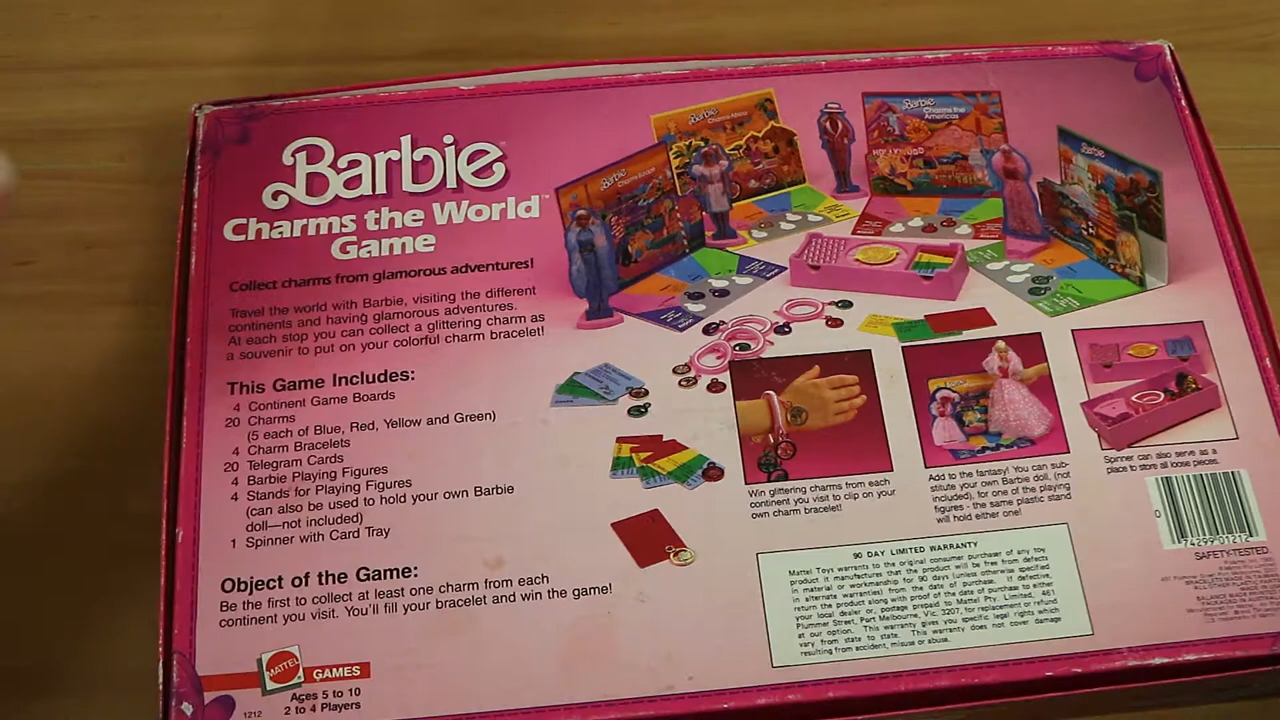 Barbie
Charms the World™
Game
Collect charms from glamorous adventures!
Travel the world with Barbie, visiting the different
continents and having glamorous adventures.
At each stop you can collect a glittering charm as
a souvenir to put on your colorful charm bracelet!
This Game Includes:
4 Continent Game Boards
20 Charms
(5 each of Blue, Red, Yellow and Green)
4 Charm Bracelets
20 Telegram Cards
4 Barbie Playing Figures
4 Stands for Playing Figures
(can also be used to hold your own Barbie
doll—not included)
1 Spinner with Card Tray
Object of the Game:
Be the first to collect at least one charm from each
continent you visit. You'll fill your bracelet and win the game!
MATTEL
GAMES
Ages 5 to 10
2 to 4 Players
1212
Barbie
Charms Europe
Barbie
Charms Africa
Barbie
Charms the
Americas
HOLLYWOOD
Barbie
Barbie
Win glittering charms from each
continent you visit to clip on your
own charm bracelet!
Add to the fantasy! You can sub-
stitute your own Barbie doll, (not
included), for one of the playing
figures - the same plastic stand
will hold either one!
Spinner can also serve as a
place to store all loose pieces.
0
74299 01212
SAFETY-TESTED.
90 DAY LIMITED WARRANTY
Mattel Toys warrants to the original consumer purchaser of any toy
product it manufactures that the product will be free from defects
in material or workmanship for 90 days (unless otherwise specified
in alternate warranties) from the date of purchase. If defective,
return the product along with proof of the date of purchase to either
your local dealer or, postage prepaid to Mattel Pty. Limited, 461
Plummer Street, Port Melbourne, Vic. 3207, for replacement or refund
at our option. This warranty gives you specific legal rights which
vary from state to state. This warranty does not cover damage
resulting from accident, misuse or abuse.